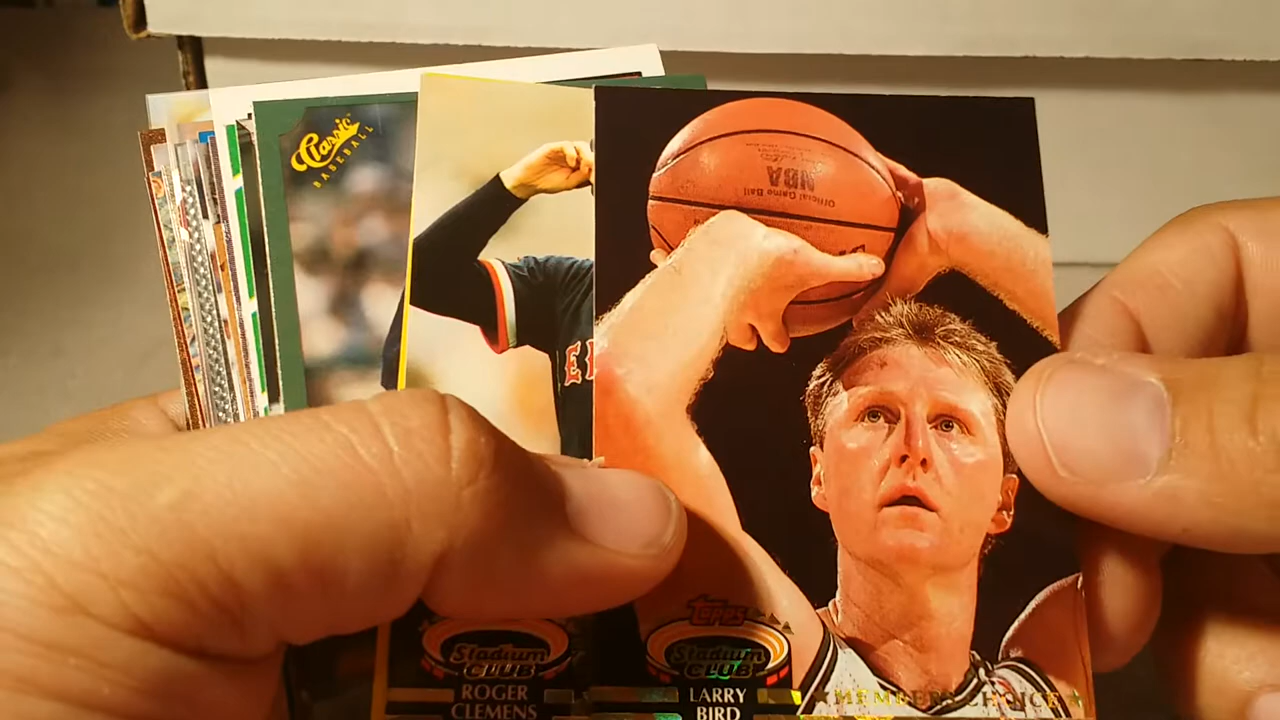 Classic
BASEBALL
NBA
Official Game Ball
Stadium
CLUB
ROGER
CLEMENS
TOPPS
Stadium
CLUB
LARRY
BIRD
MEMBERS CHOICE